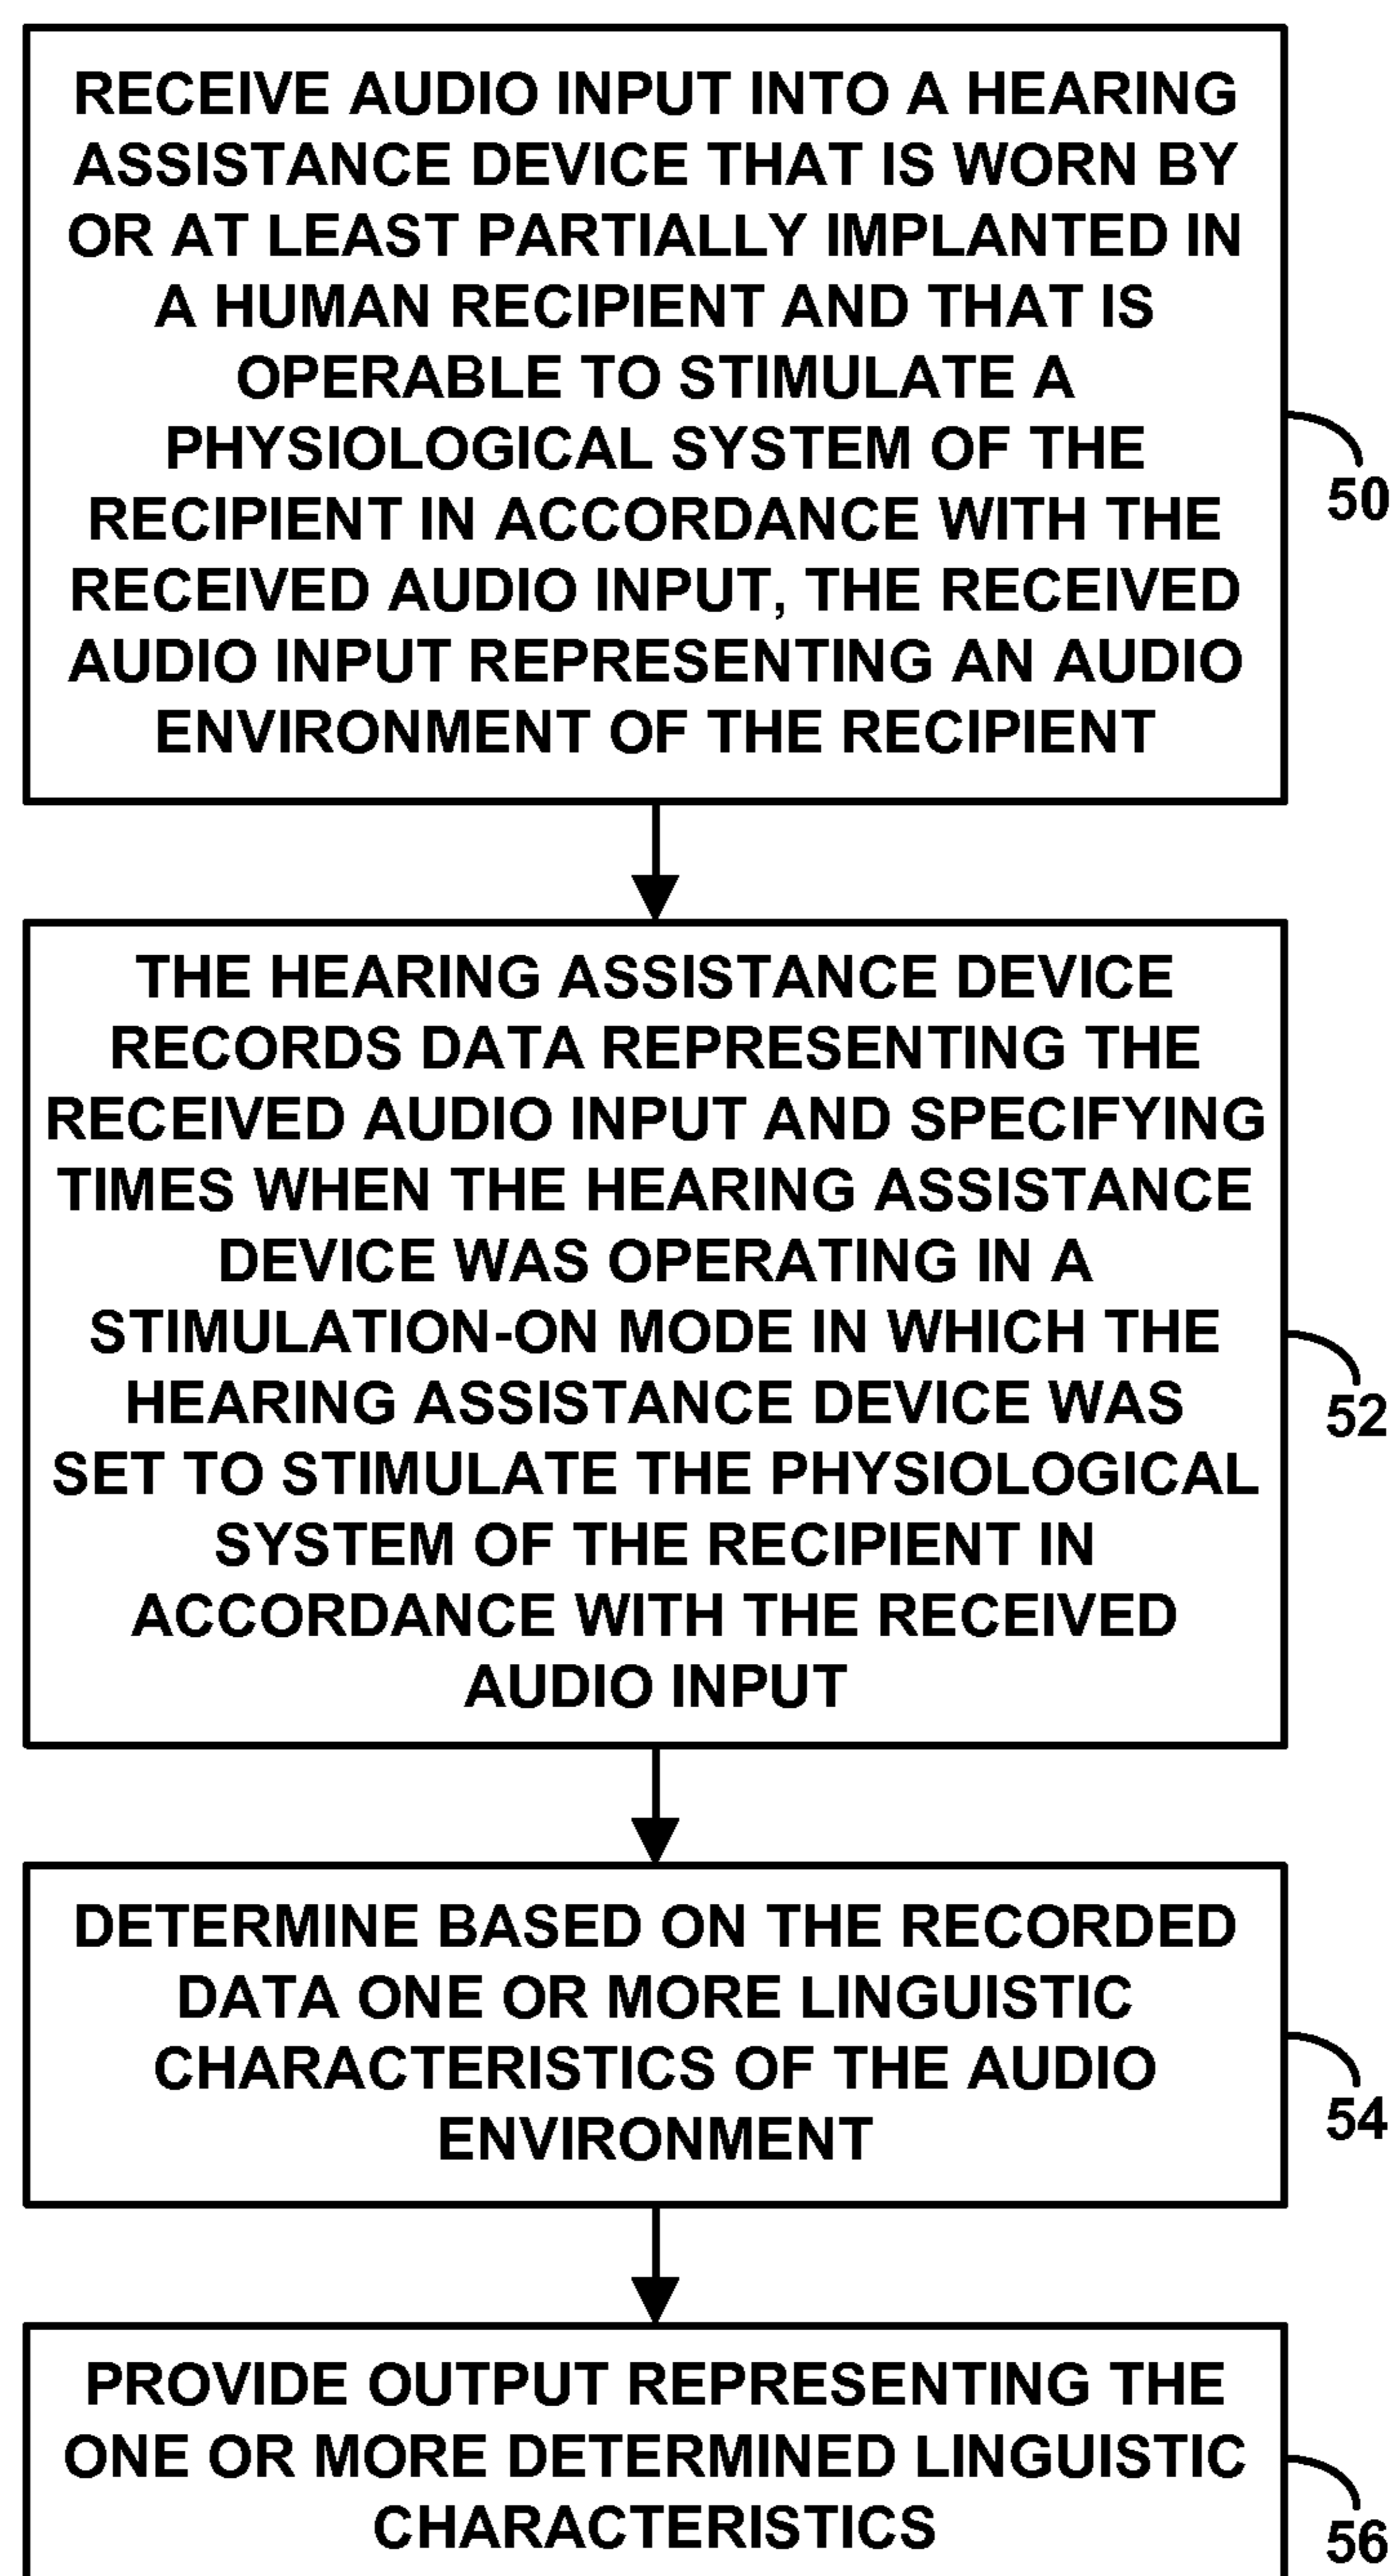 RECEIVE AUDIO INPUT INTO A HEARING
ASSISTANCE DEVICE THAT IS WORN BY
OR AT LEAST PARTIALLY IMPLANTED IN
A HUMAN RECIPIENT AND THAT IS
OPERABLE TO STIMULATE A
PHYSIOLOGICAL SYSTEM OF THE
RECIPIENT IN ACCORDANCE WITH THE
RECEIVED AUDIO INPUT, THE RECEIVED
AUDIO INPUT REPRESENTING AN AUDIO
ENVIRONMENT OF THE RECIPIENT
50
THE HEARING ASSISTANCE DEVICE
RECORDS DATA REPRESENTING THE
RECEIVED AUDIO INPUT AND SPECIFYING
TIMES WHEN THE HEARING ASSISTANCE
DEVICE WAS OPERATING IN A
STIMULATION-ON MODE IN WHICH THE
HEARING ASSISTANCE DEVICE WAS
SET TO STIMULATE THE PHYSIOLOGICAL
SYSTEM OF THE RECIPIENT IN
ACCORDANCE WITH THE RECEIVED
AUDIO INPUT
52
DETERMINE BASED ON THE RECORDED
DATA ONE OR MORE LINGUISTIC
CHARACTERISTICS OF THE AUDIO
ENVIRONMENT
54
PROVIDE OUTPUT REPRESENTING THE
ONE OR MORE DETERMINED LINGUISTIC
CHARACTERISTICS
56